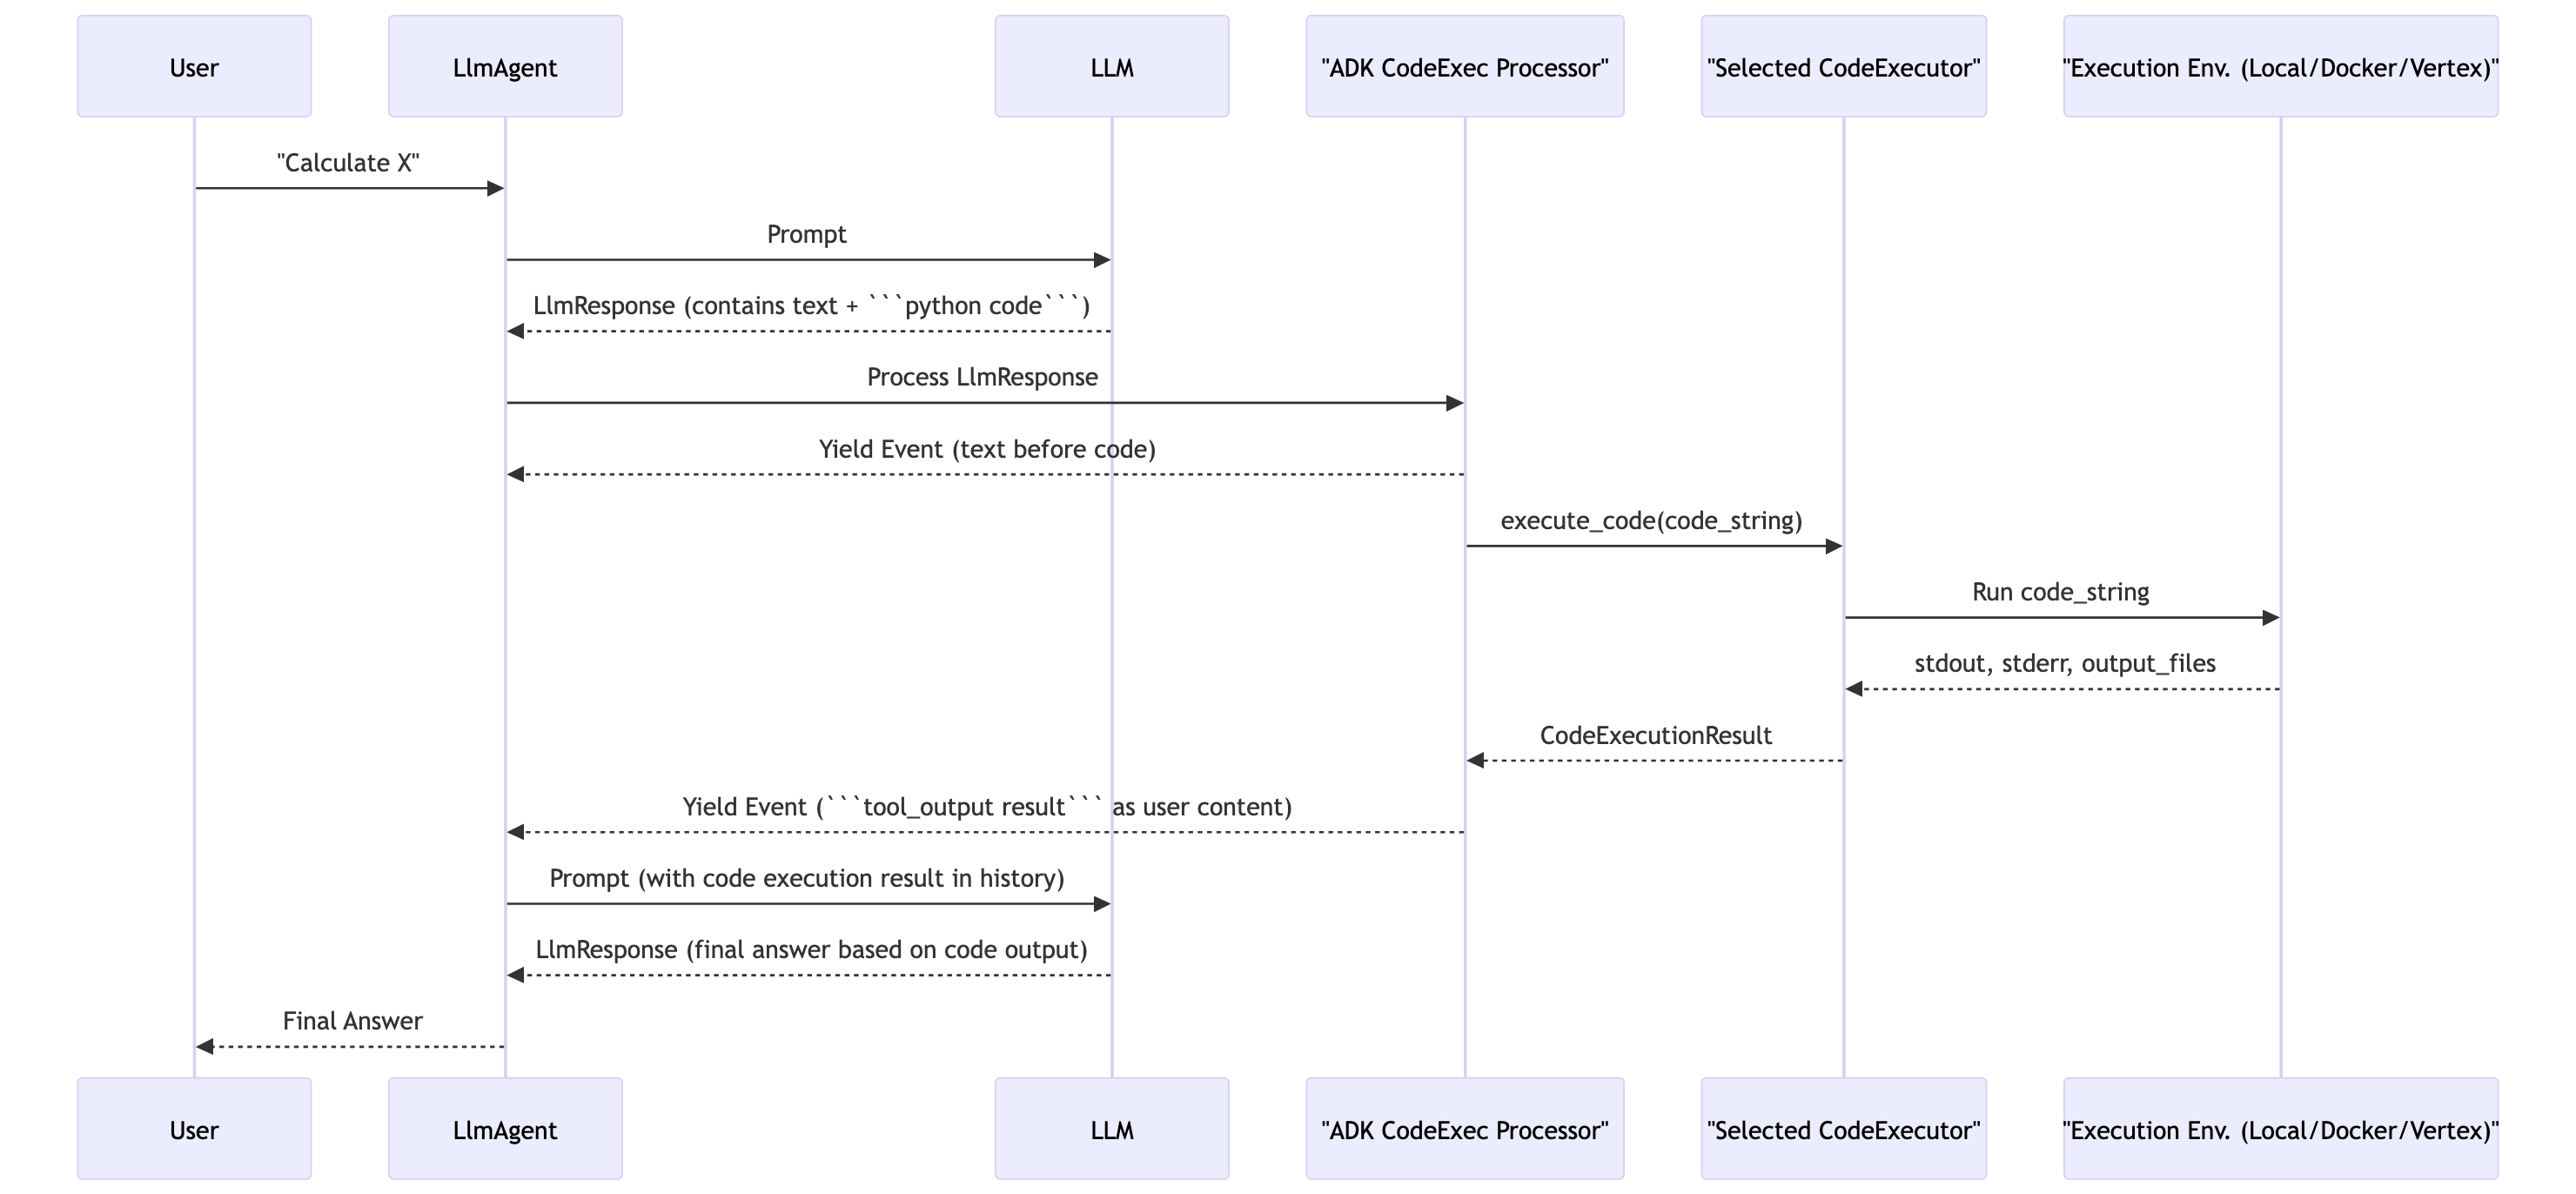 User
LlmAgent
LLM
"ADK CodeExec Processor"
"Selected CodeExecutor"
"Execution Env. (Local/Docker/Vertex)"
"Calculate X"
Prompt
LlmResponse (contains text + ```python code```)
Process LlmResponse
Yield Event (text before code)
execute_code(code_string)
Run code_string
stdout, stderr, output_files
CodeExecutionResult
Yield Event (```tool_output result``` as user content)
Prompt (with code execution result in history)
LlmResponse (final answer based on code output)
Final Answer
User
LlmAgent
LLM
"ADK CodeExec Processor"
"Selected CodeExecutor"
"Execution Env. (Local/Docker/Vertex)"